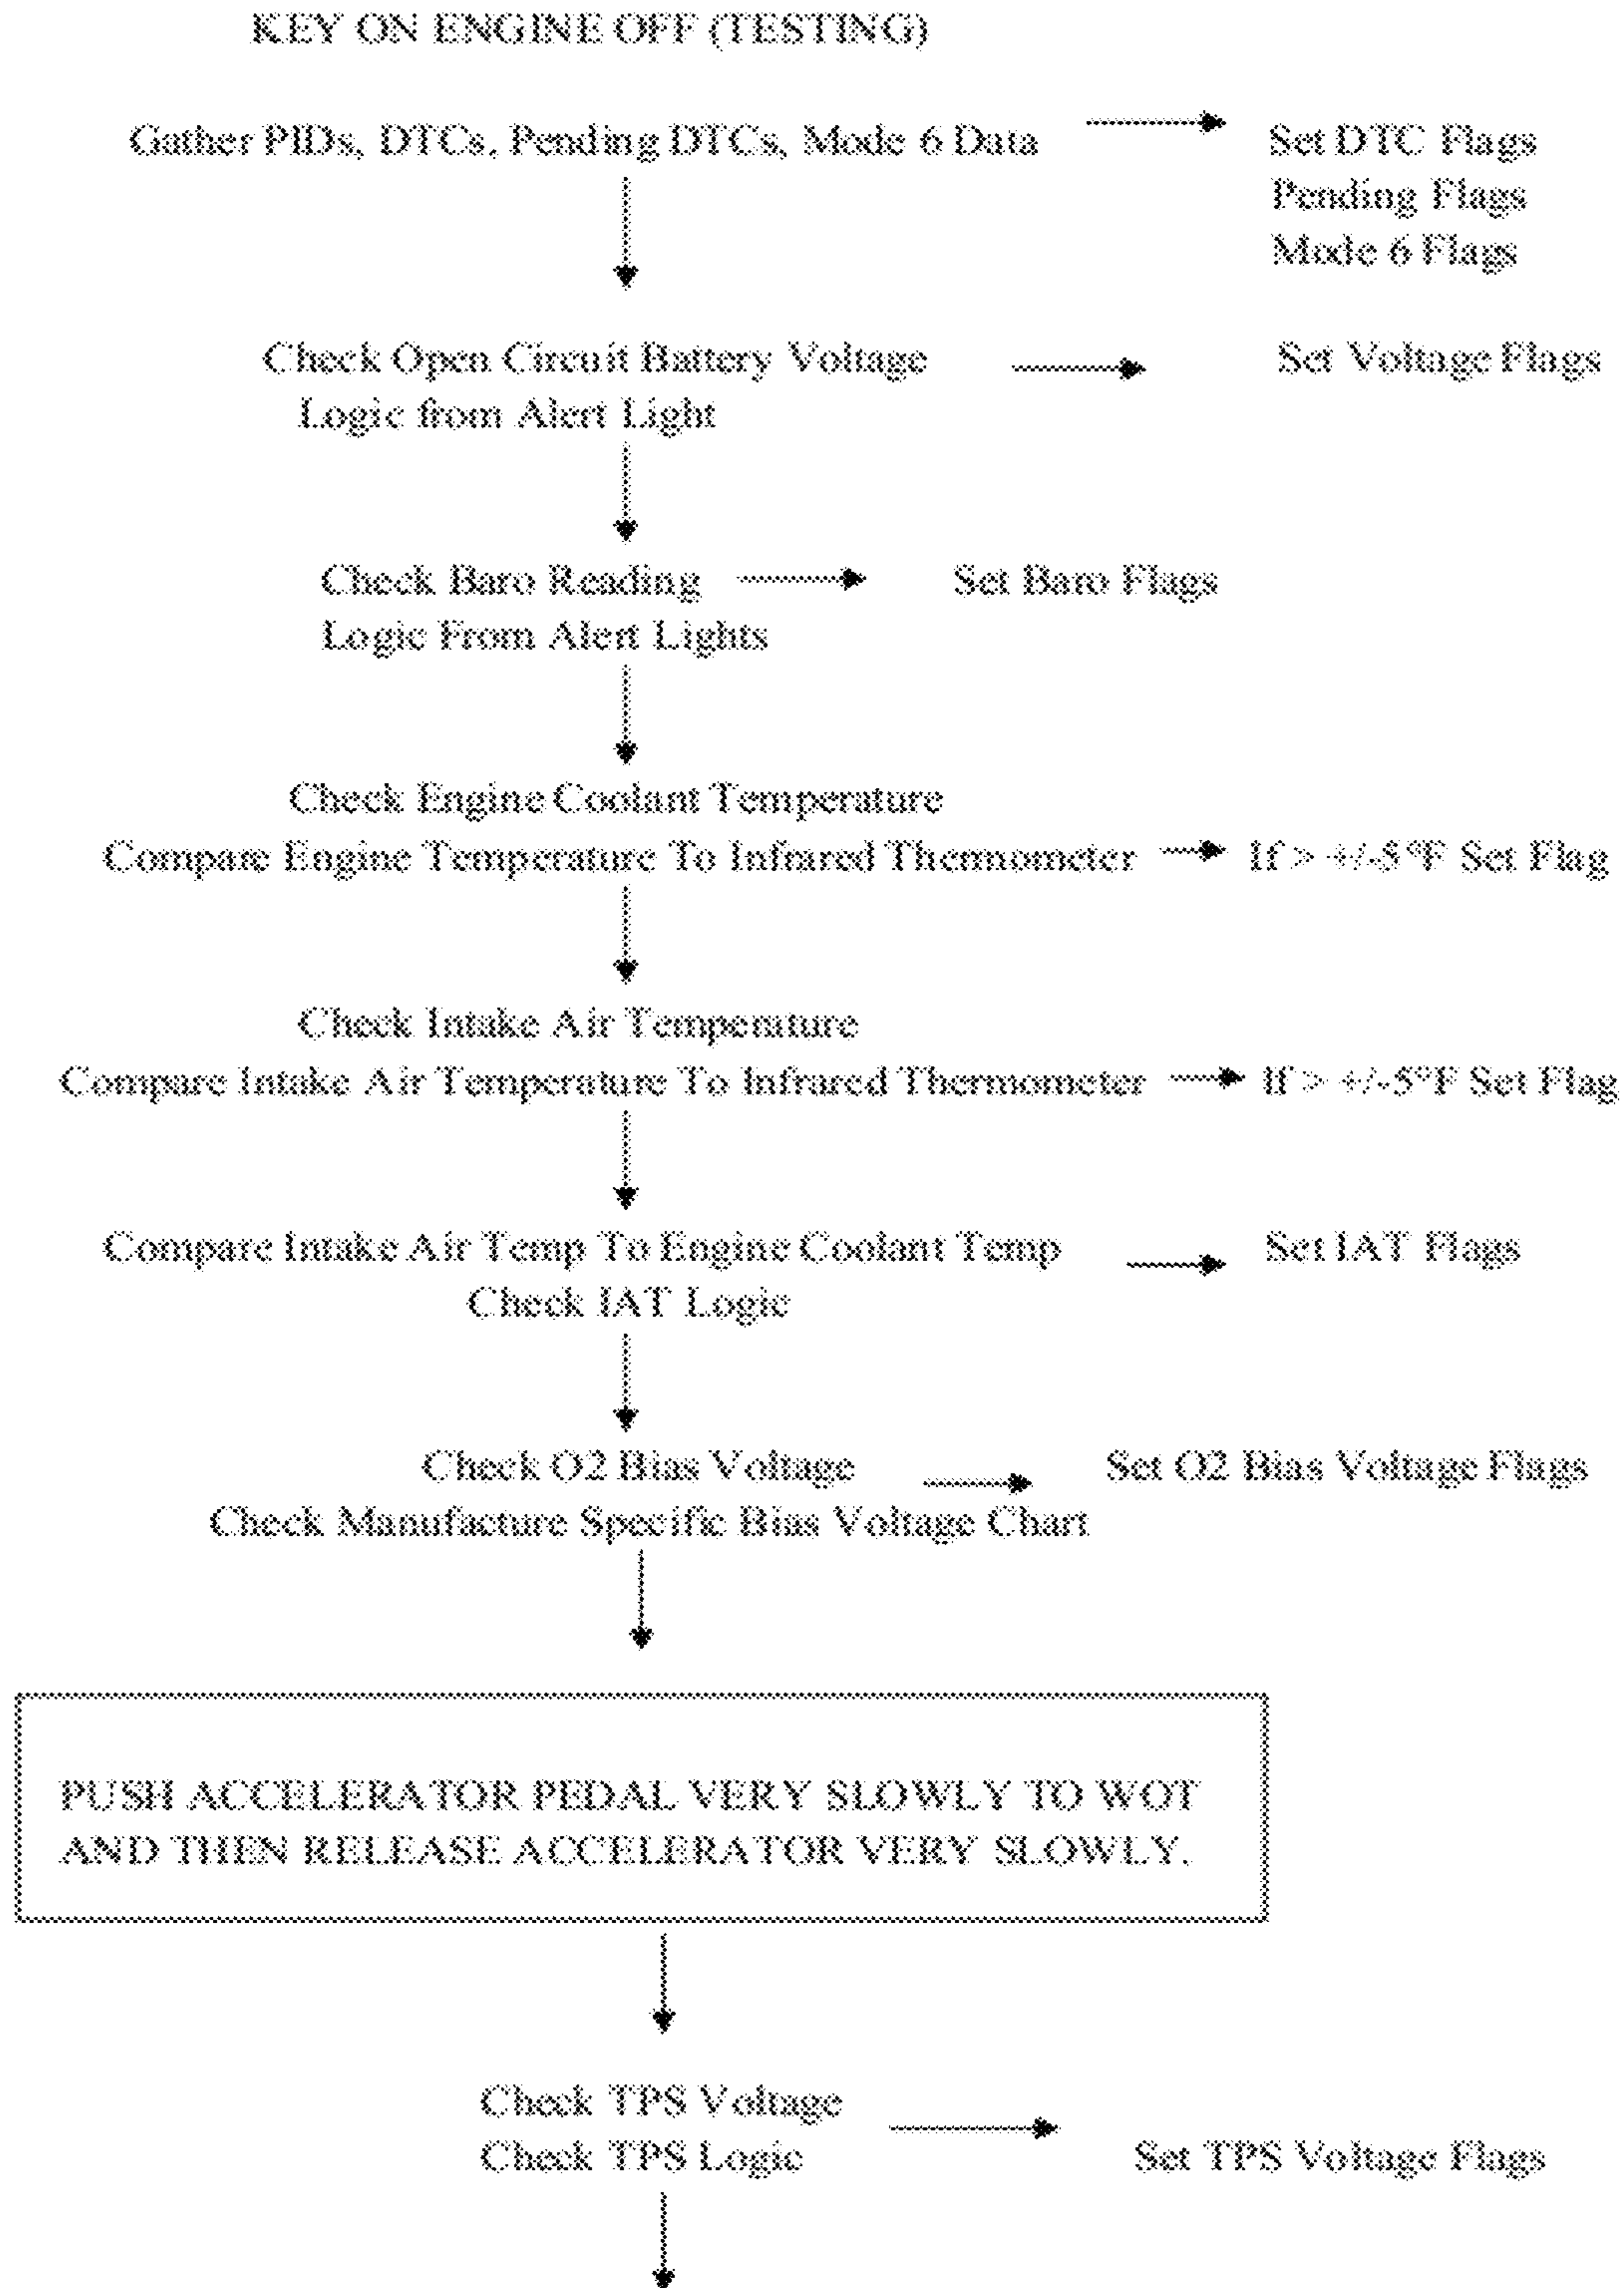 KEY ON ENGINE OFF (TESTING)
Gather PIDs, DTCs, Pending DTCs, Mode 6 Data
Set DTC Flags
Pending Flags
Mode 6 Flags
Check Open Circuit Battery Voltage
Logic from Alert Light
Set Voltage Flags
Check Baro Reading
Logic From Alert Lights
Set Baro Flags
Check Engine Coolant Temperature
Compare Engine Temperature To Infrared Thermometer
If > +/-5°F Set Flag
Check Intake Air Temperature
Compare Intake Air Temperature To Infrared Thermometer
If > +/-5°F Set Flag
Compare Intake Air Temp To Engine Coolant Temp
Check IAT Logic
Set IAT Flags
Check O2 Bias Voltage
Check Manufacture Specific Bias Voltage Chart
Set O2 Bias Voltage Flags
PUSH ACCELERATOR PEDAL VERY SLOWLY TO WOT
AND THEN RELEASE ACCELERATOR VERY SLOWLY.
Check TPS Voltage
Check TPS Logic
Set TPS Voltage Flags